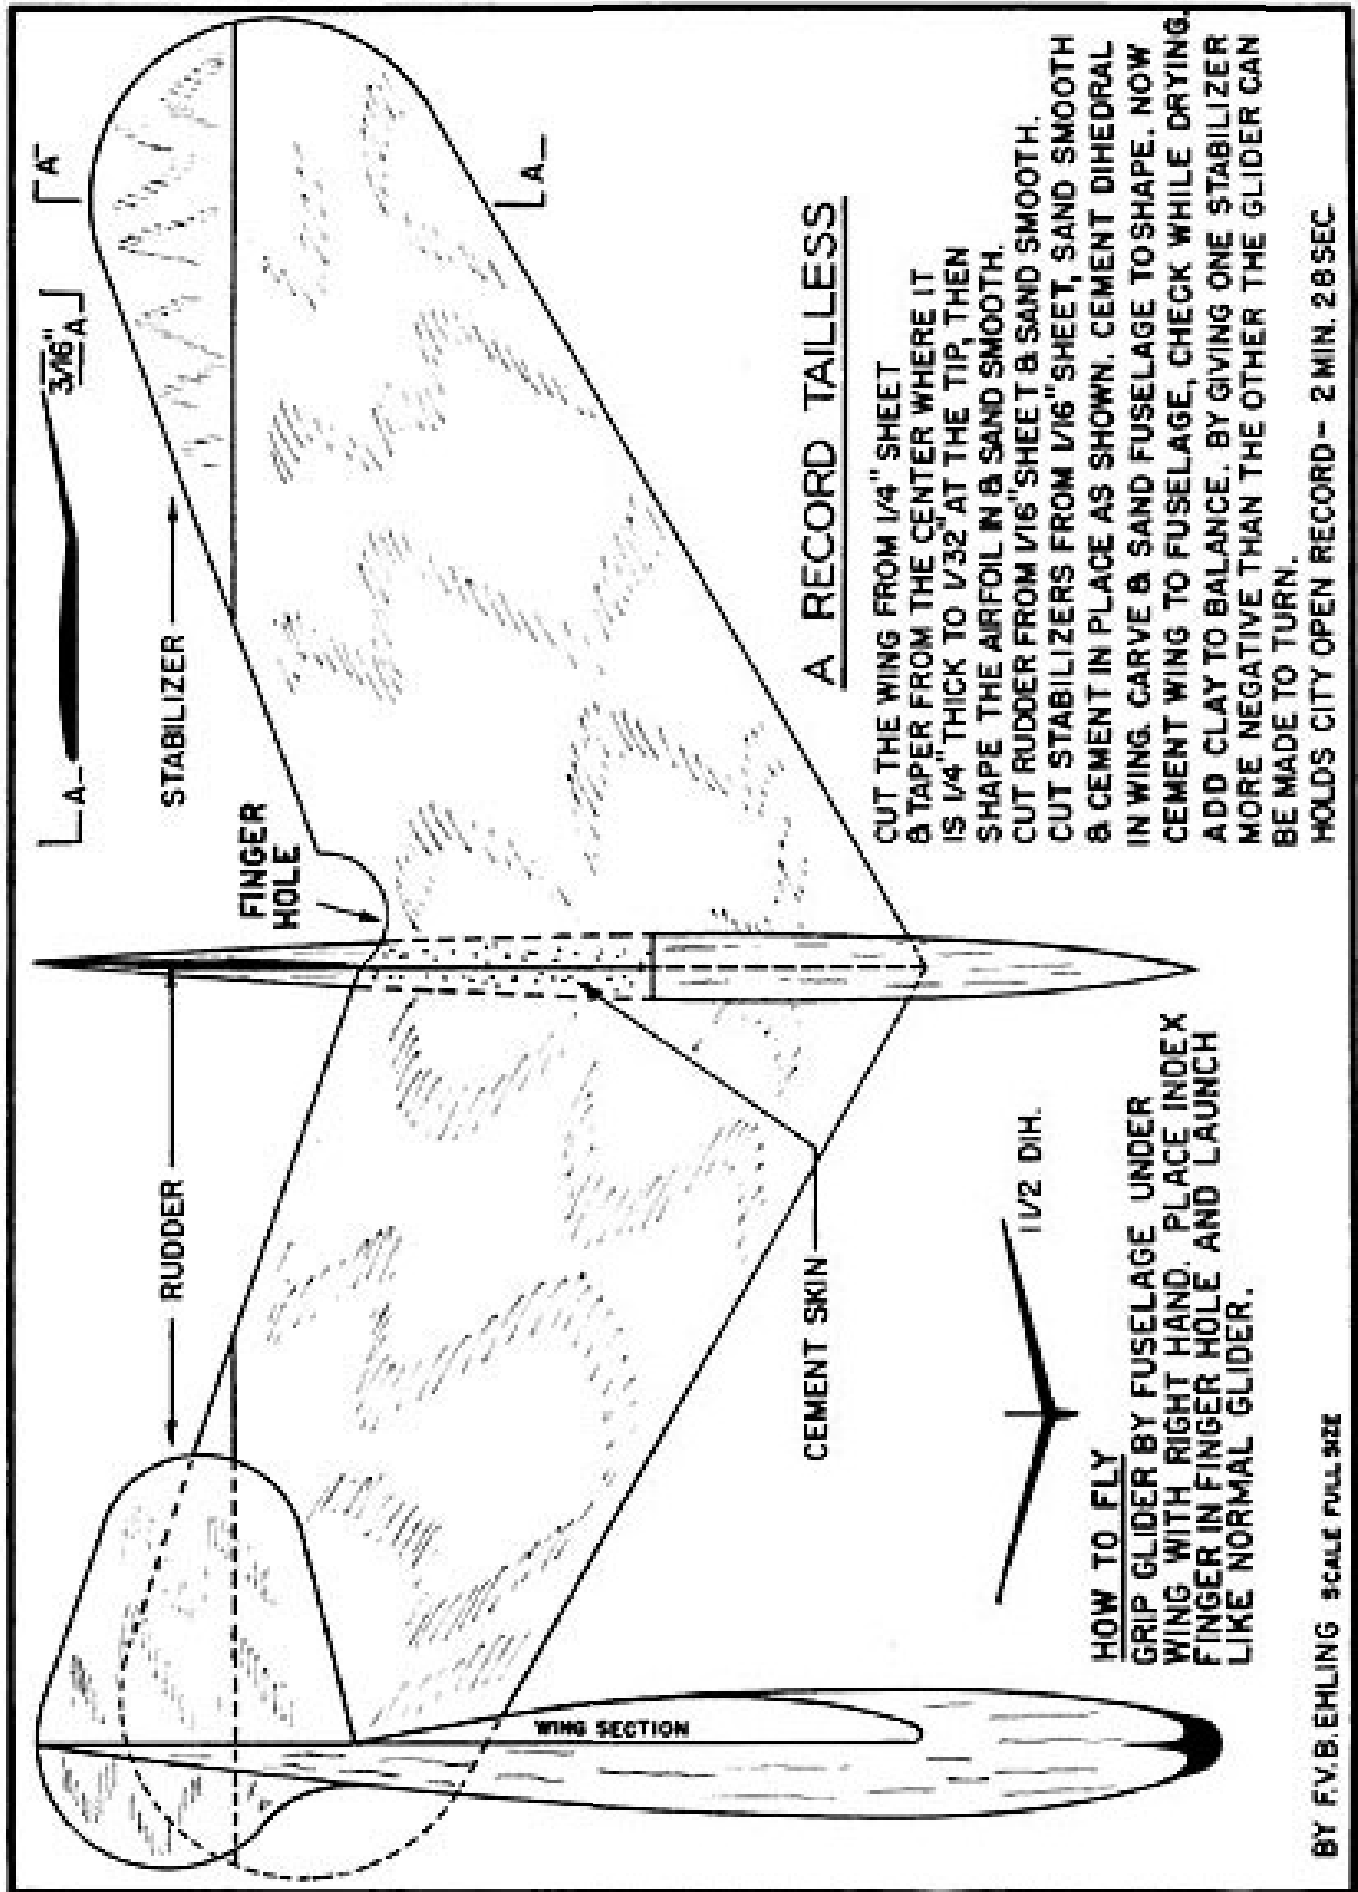 A
A
3/16"
A
A
STABILIZER
FINGER
HOLE
RUDDER
A RECORD TAILLESS
CUT THE WING FROM 1/4" SHEET
& TAPER FROM THE CENTER WHERE IT
IS 1/4" THICK TO 1/32" AT THE TIP, THEN
SHAPE THE AIRFOIL IN & SAND SMOOTH.
CUT RUDDER FROM 1/16" SHEET & SAND SMOOTH.
CUT STABILIZERS FROM 1/16" SHEET, SAND SMOOTH
& CEMENT IN PLACE AS SHOWN. CEMENT DIHEDRAL
IN WING. CARVE & SAND FUSELAGE TO SHAPE. NOW
CEMENT WING TO FUSELAGE, CHECK WHILE DRYING.
ADD CLAY TO BALANCE. BY GIVING ONE STABILIZER
MORE NEGATIVE THAN THE OTHER THE GLIDER CAN
BE MADE TO TURN.
HOLDS CITY OPEN RECORD - 2 MIN. 28 SEC.
CEMENT SKIN
1 1/2 DIH.
WING SECTION
HOW TO FLY
GRIP GLIDER BY FUSELAGE UNDER
WING WITH RIGHT HAND. PLACE INDEX
FINGER IN FINGER HOLE AND LAUNCH
LIKE NORMAL GLIDER.
BY F.V.B. EHLING SCALE FULL SIZE